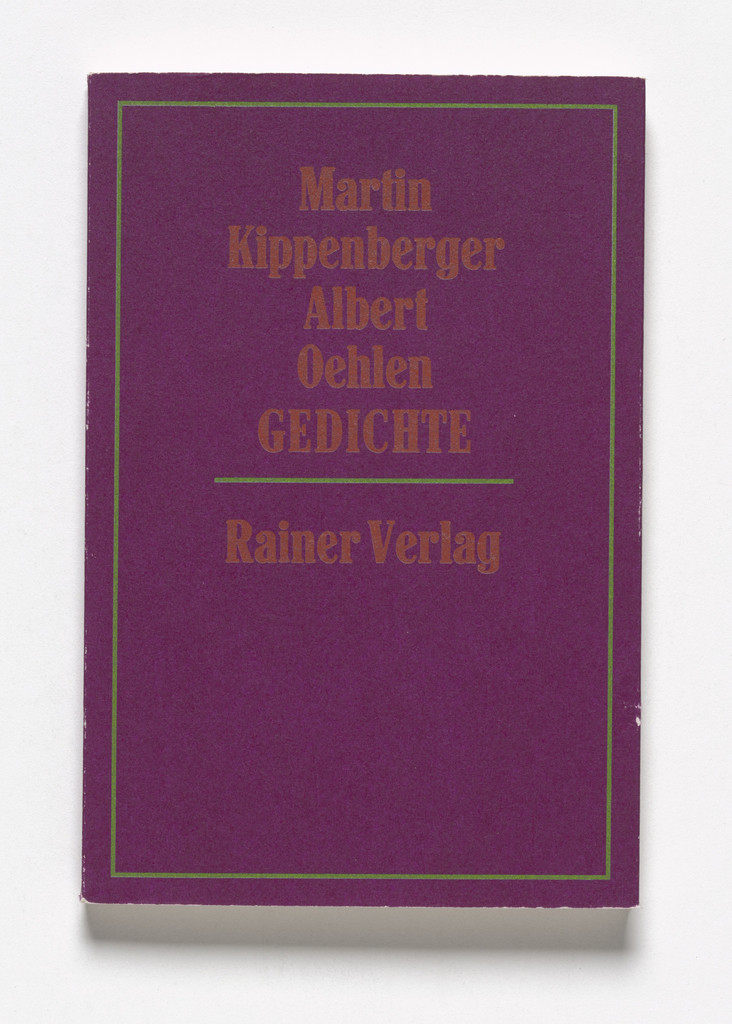 Martin
Kippenberger
Albert
Oehlen
GEDICHTE
Rainer Verlag